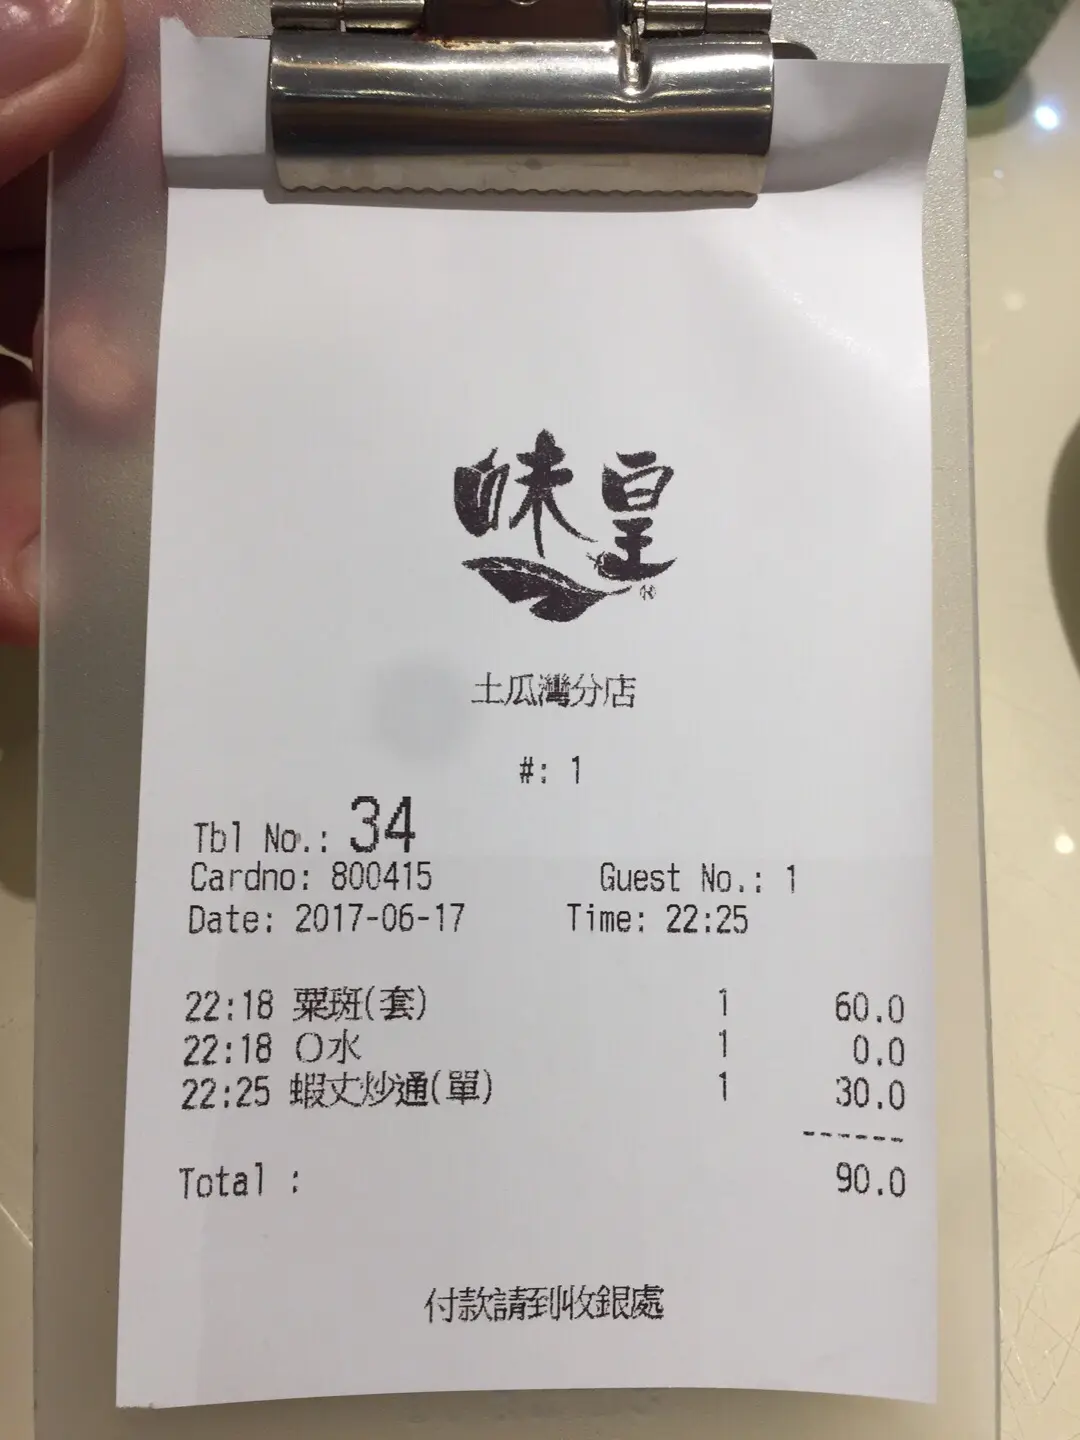 味皇
土瓜灣分店
#: 1
Tbl No.: 34
Cardno: 800415 Guest No.: 1
Date: 2017-06-17 Time: 22:25
22:18 粟斑(套) 1 60.0
22:18 〇水 1 0.0
22:25 蝦丈炒通(單) 1 30.0
------
Total : 90.0
付款請到收銀處